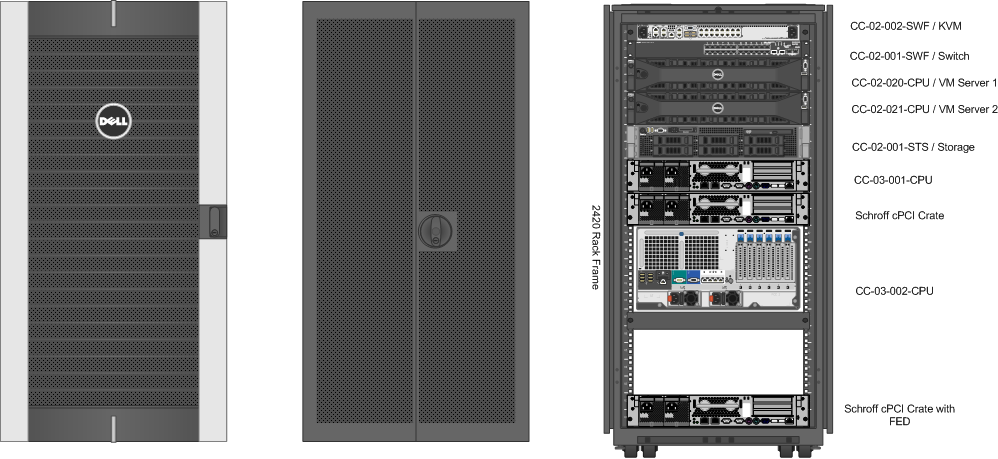 DELL
2420 Rack Frame
CC-02-002-SWF / KVM
CC-02-001-SWF / Switch
CC-02-020-CPU / VM Server 1
CC-02-021-CPU / VM Server 2
CC-02-001-STS / Storage
CC-03-001-CPU
Schroff cPCI Crate
CC-03-002-CPU
Schroff cPCI Crate with
FED